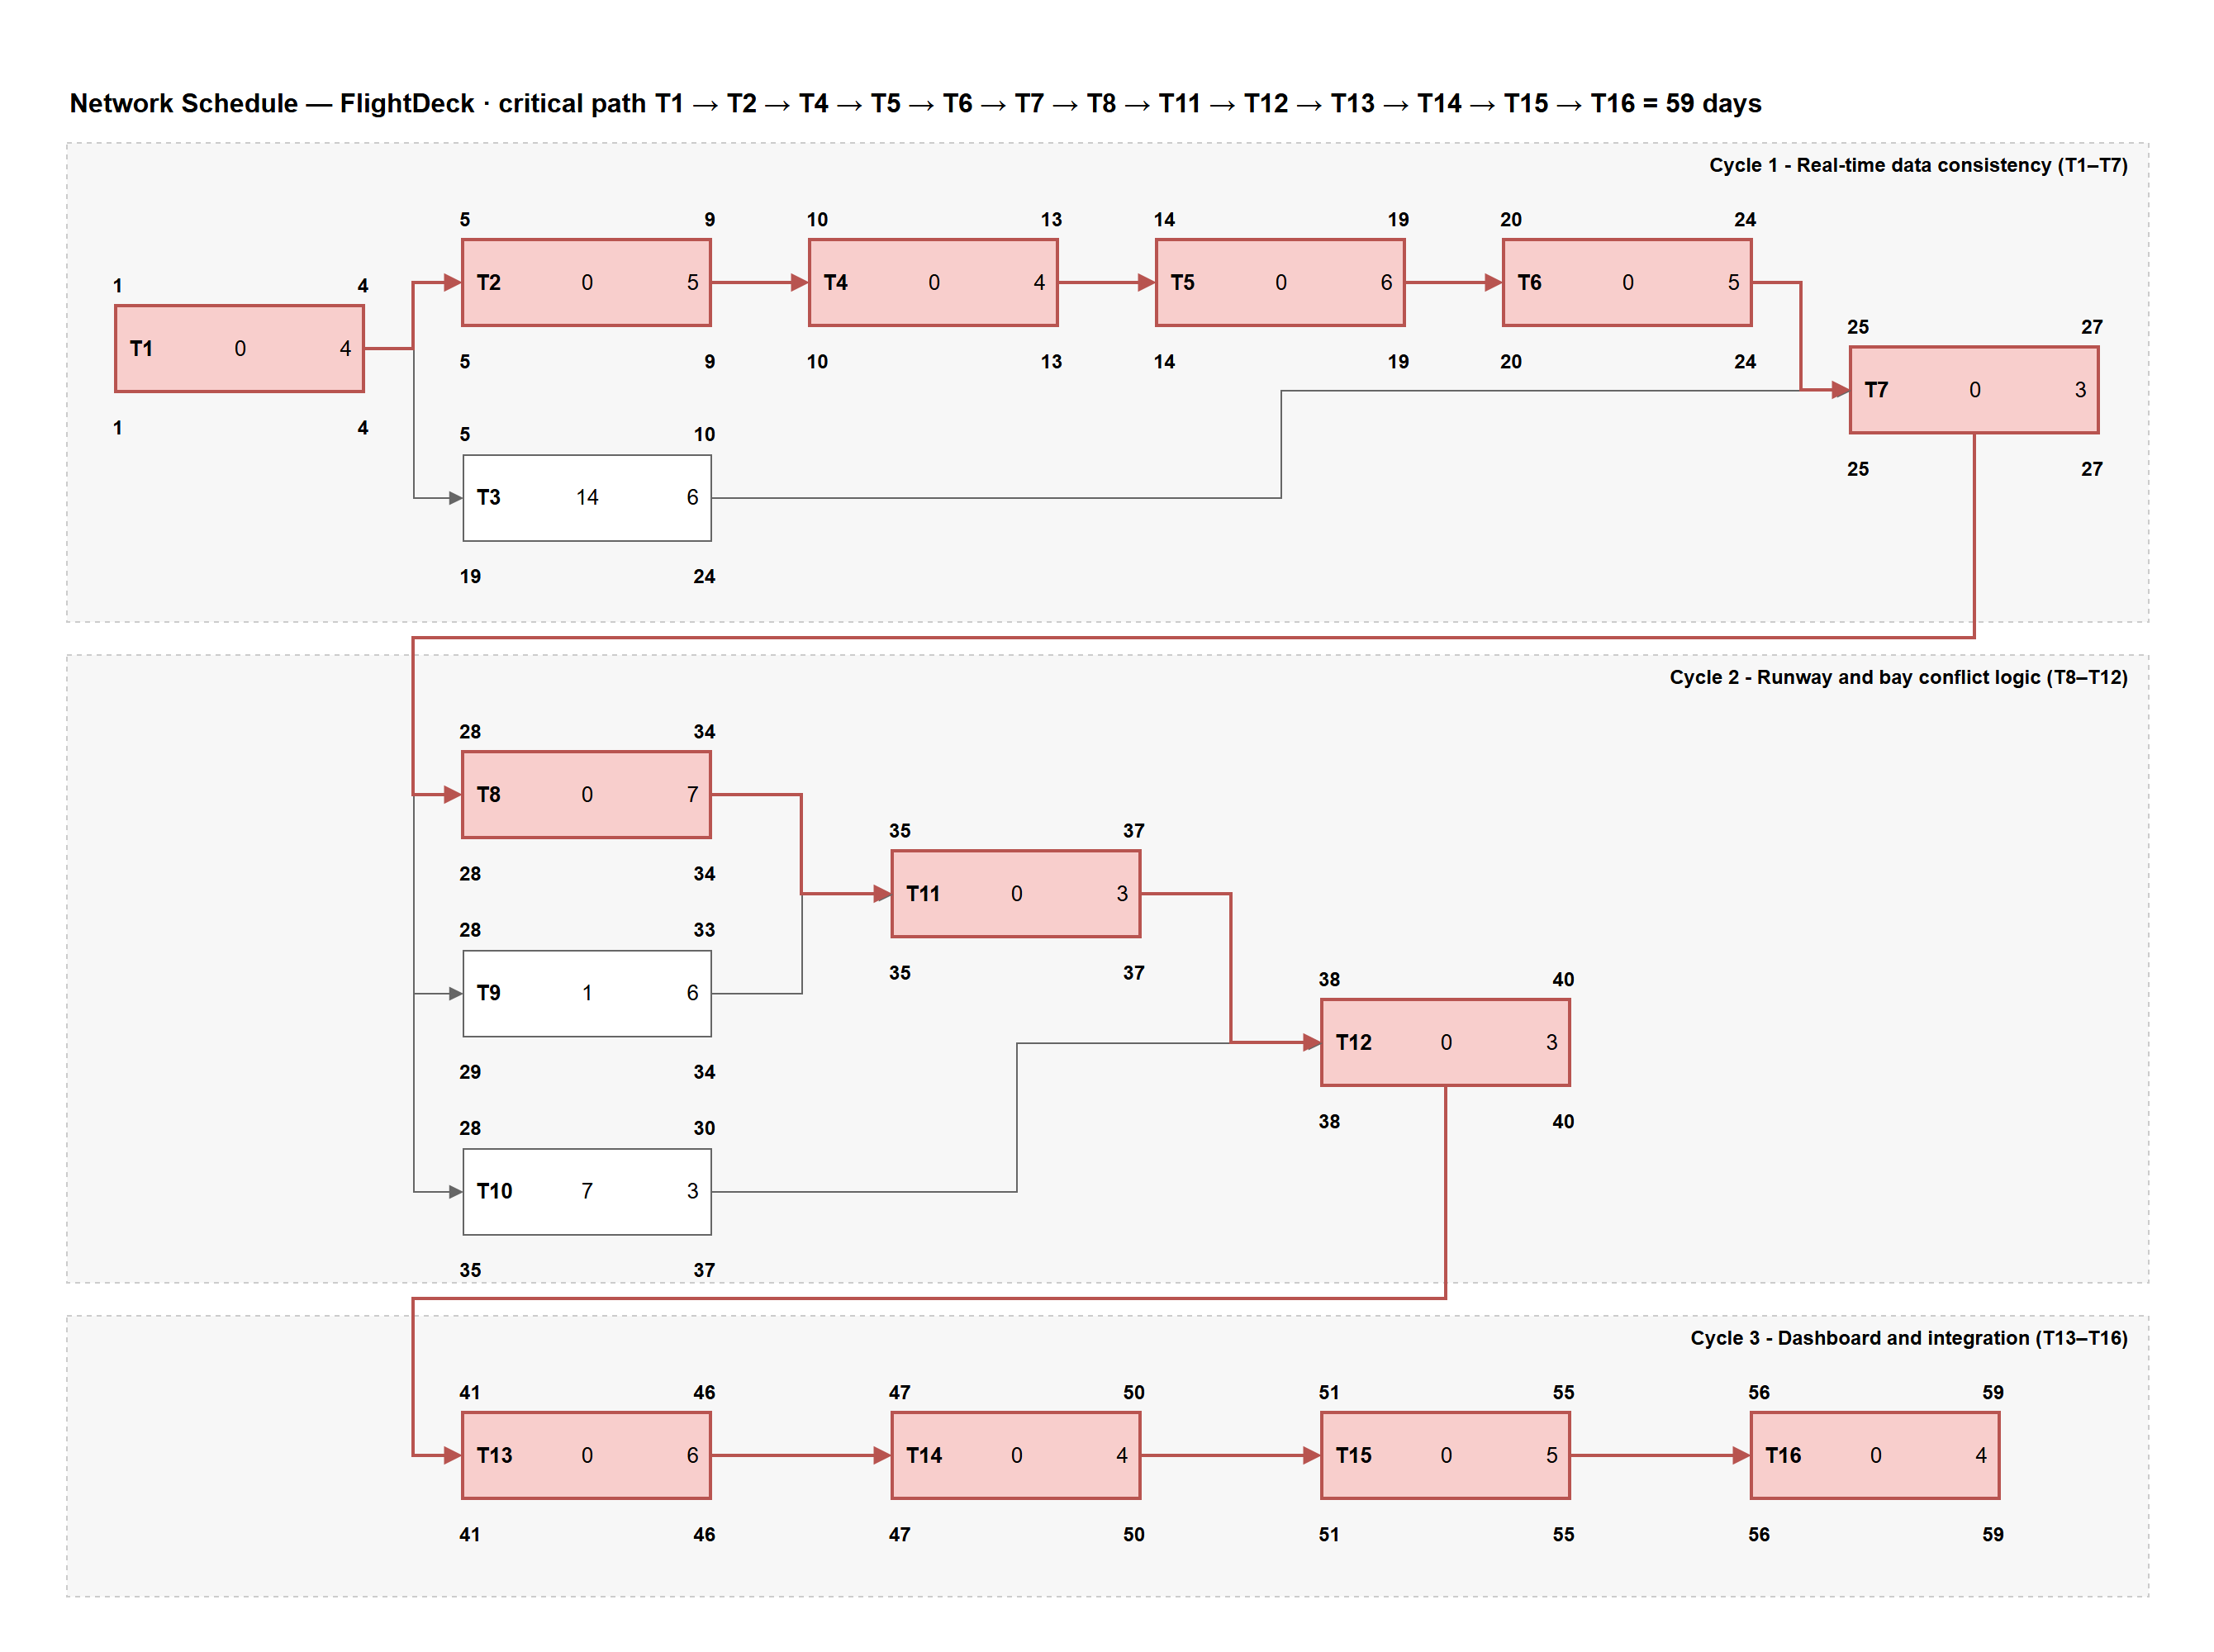 Network Schedule — FlightDeck · critical path T1 → T2 → T4 → T5 → T6 → T7 → T8 → T11 → T12 → T13 → T14 → T15 → T16 = 59 days
Cycle 1 - Real-time data consistency (T1–T7)
5 9 10 13 14 19 20 24
T2 0 5 T4 0 4 T5 0 6 T6 0 5
1 4
25 27
T1 0 4
5 9 10 13 14 19 20 24
T7 0 3
1 4
5 10
25 27
T3 14 6
19 24
Cycle 2 - Runway and bay conflict logic (T8–T12)
28 34
T8 0 7
35 37
28 34
T11 0 3
28 33
35 37
38 40
T9 1 6
T12 0 3
29 34
38 40
28 30
T10 7 3
35 37
Cycle 3 - Dashboard and integration (T13–T16)
41 46 47 50 51 55 56 59
T13 0 6 T14 0 4 T15 0 5 T16 0 4
41 46 47 50 51 55 56 59